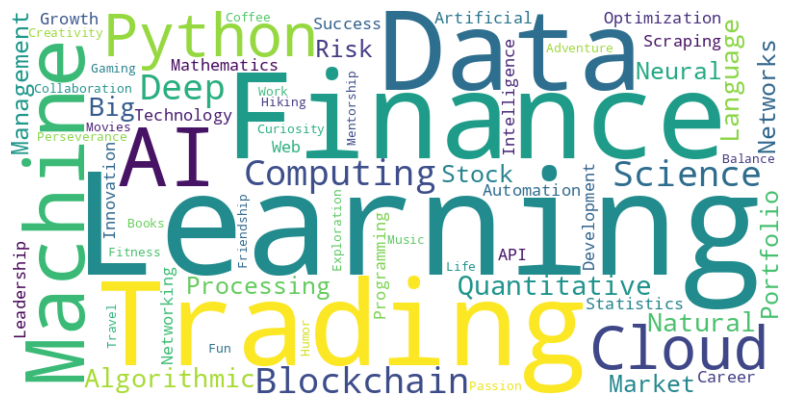 Growth
Coffee
Success
Artificial
Optimization
Creativity
Python
Data
Risk
Scraping
Management
Gaming
Mathematics
Adventure
Neural
Language
Networks
Collaboration
Deep
Finance
Work
Hiking
Mentorship
Intelligence
Big
Technology
Movies
Perseverance
Curiosity
Web
Machine
AI
Computing
Stock
Science
Balance
Innovation
Learning
Automation
Development
Portfolio
Books
Friendship
Exploration
Programming
Music
Leadership
Fitness
API
Life
Networking
Processing
Quantitative
Trading
Statistics
Travel
Natural
Fun
Humor
Cloud
Algorithmic
Blockchain
Passion
Market
Career